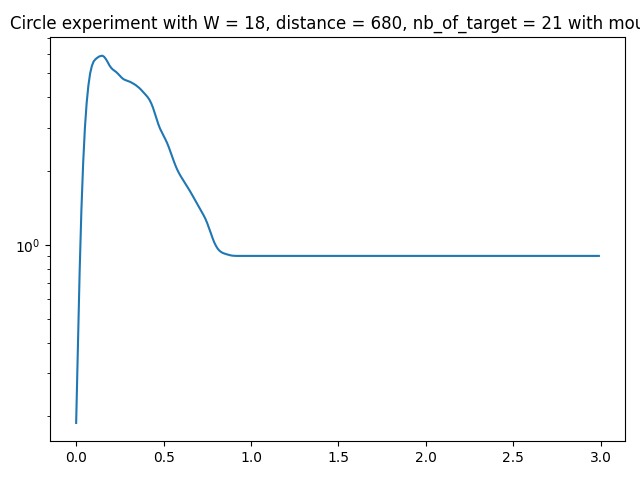 Circle experiment with W = 18, distance = 680, nb_of_target = 21 with mou
10⁰
0.0 0.5 1.0 1.5 2.0 2.5 3.0